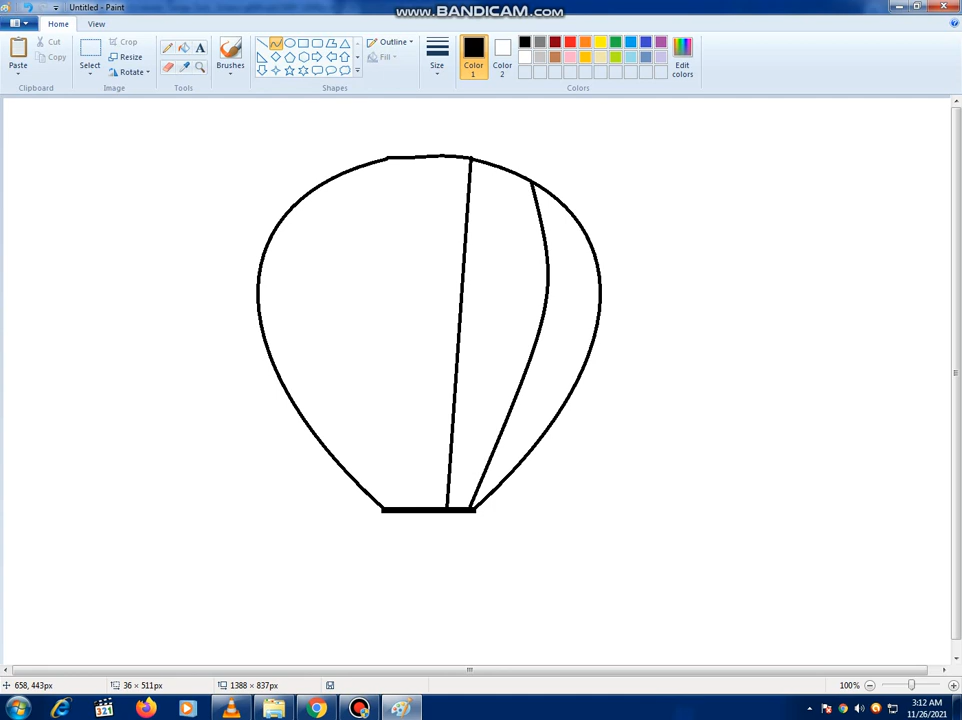 Untitled - Paint
www.BANDICAM.com
Home
View
Paste
Cut
Copy
Clipboard
Select
Crop
Resize
Rotate
Image
A
Tools
Brushes
Outline
Fill
Shapes
Size
Color 1
Color 2
Edit colors
Colors
658, 443px
36 × 511px
1388 × 837px
100%
321
3:12 AM
11/26/2021